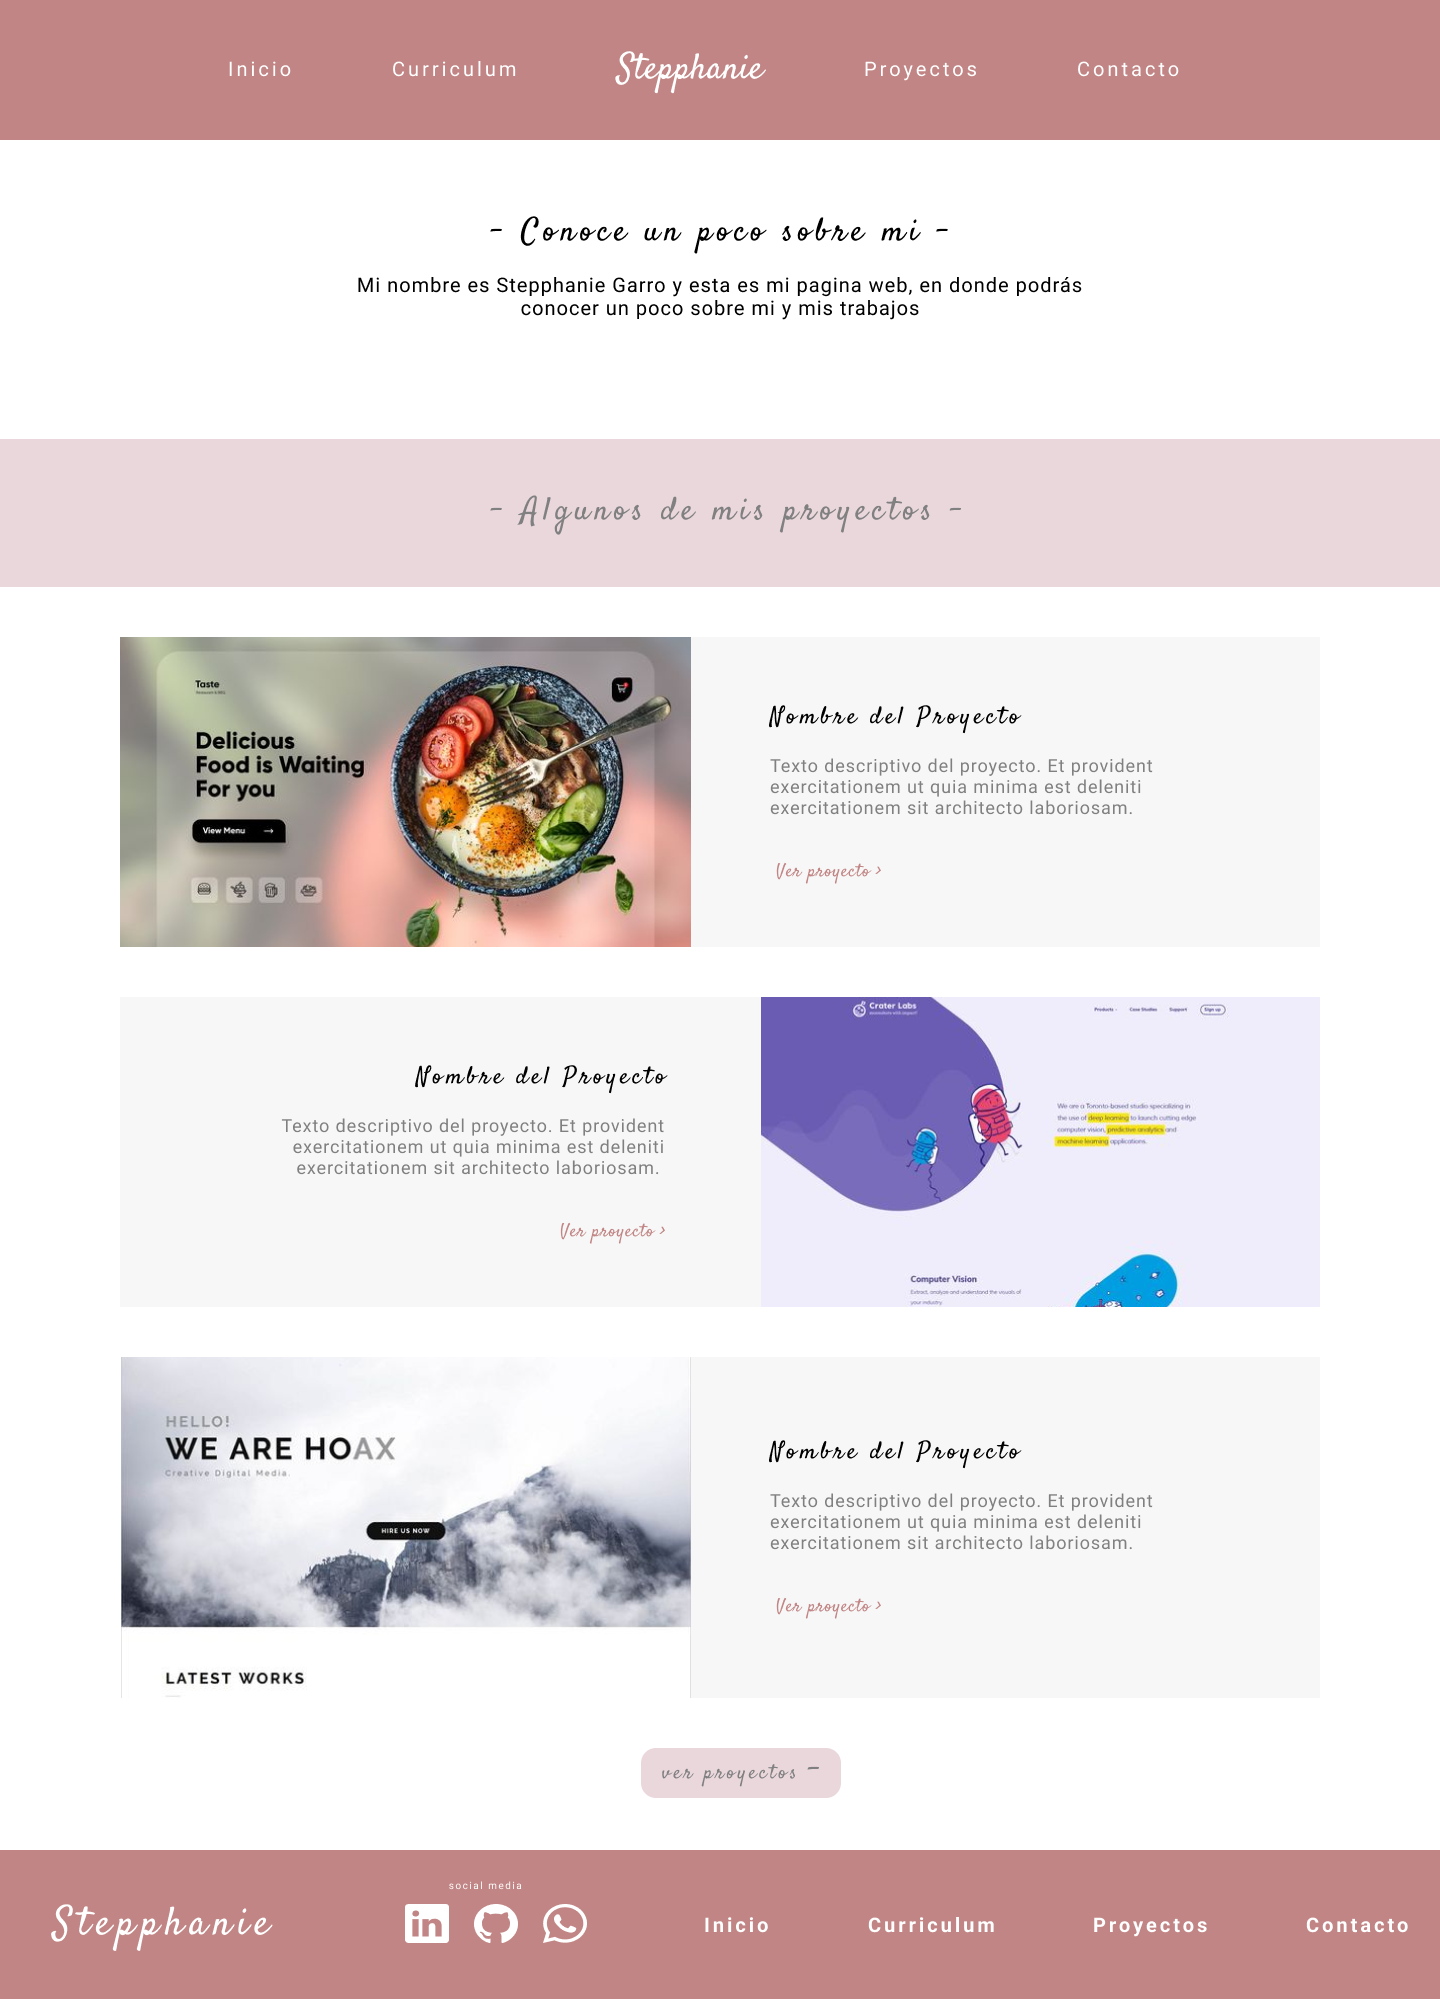 Inicio
Curriculum
Stepphanie
Proyectos
Contacto
- Conoce un poco sobre mi -
Mi nombre es Stepphanie Garro y esta es mi pagina web, en donde podrás
conocer un poco sobre mi y mis trabajos
- Algunos de mis proyectos -
Taste
Delicious
Food is Waiting
For you
View Menu →
Nombre del Proyecto
Texto descriptivo del proyecto. Et provident
exercitationem ut quia minima est deleniti
exercitationem sit architecto laboriosam.
Ver proyecto >
Nombre del Proyecto
Texto descriptivo del proyecto. Et provident
exercitationem ut quia minima est deleniti
exercitationem sit architecto laboriosam.
Ver proyecto >
Crater Labs
Products
Case Studies
Support
Sign up
We are a Toronto-based studio specializing in
the use of deep learning to launch cutting edge
computer vision, predictive analytics and
machine learning applications.
Computer Vision
Extract, analyze and understand the visuals of
your industry.
HELLO!
WE ARE HOAX
Creative Digital Media.
HIRE US NOW
LATEST WORKS
Nombre del Proyecto
Texto descriptivo del proyecto. Et provident
exercitationem ut quia minima est deleniti
exercitationem sit architecto laboriosam.
Ver proyecto >
ver proyectos -
Stepphanie
social media
in
Inicio
Curriculum
Proyectos
Contacto